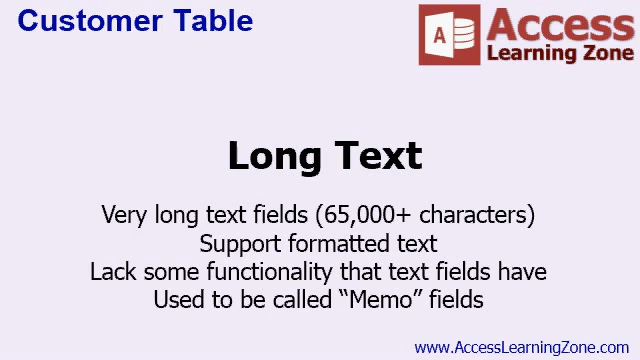 Customer Table
A
Access
Learning Zone
Long Text
Very long text fields (65,000+ characters)
Support formatted text
Lack some functionality that text fields have
Used to be called “Memo” fields
www.AccessLearningZone.com